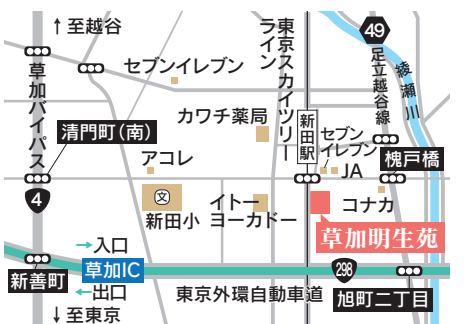 ↑至越谷
草加バイパス
セブンイレブン
東京スカイツリー
ライン
49
足立越谷線
綾瀬川
カワチ薬局
新田駅
セブン
イレブン
JA
清門町(南)
アコレ
槐戸橋
4
文
新田小
イトー
ヨーカドー
コナカ
草加明生苑
→入口
草加IC
←出口
新善町
298
東京外環自動車道
旭町二丁目
↓至東京